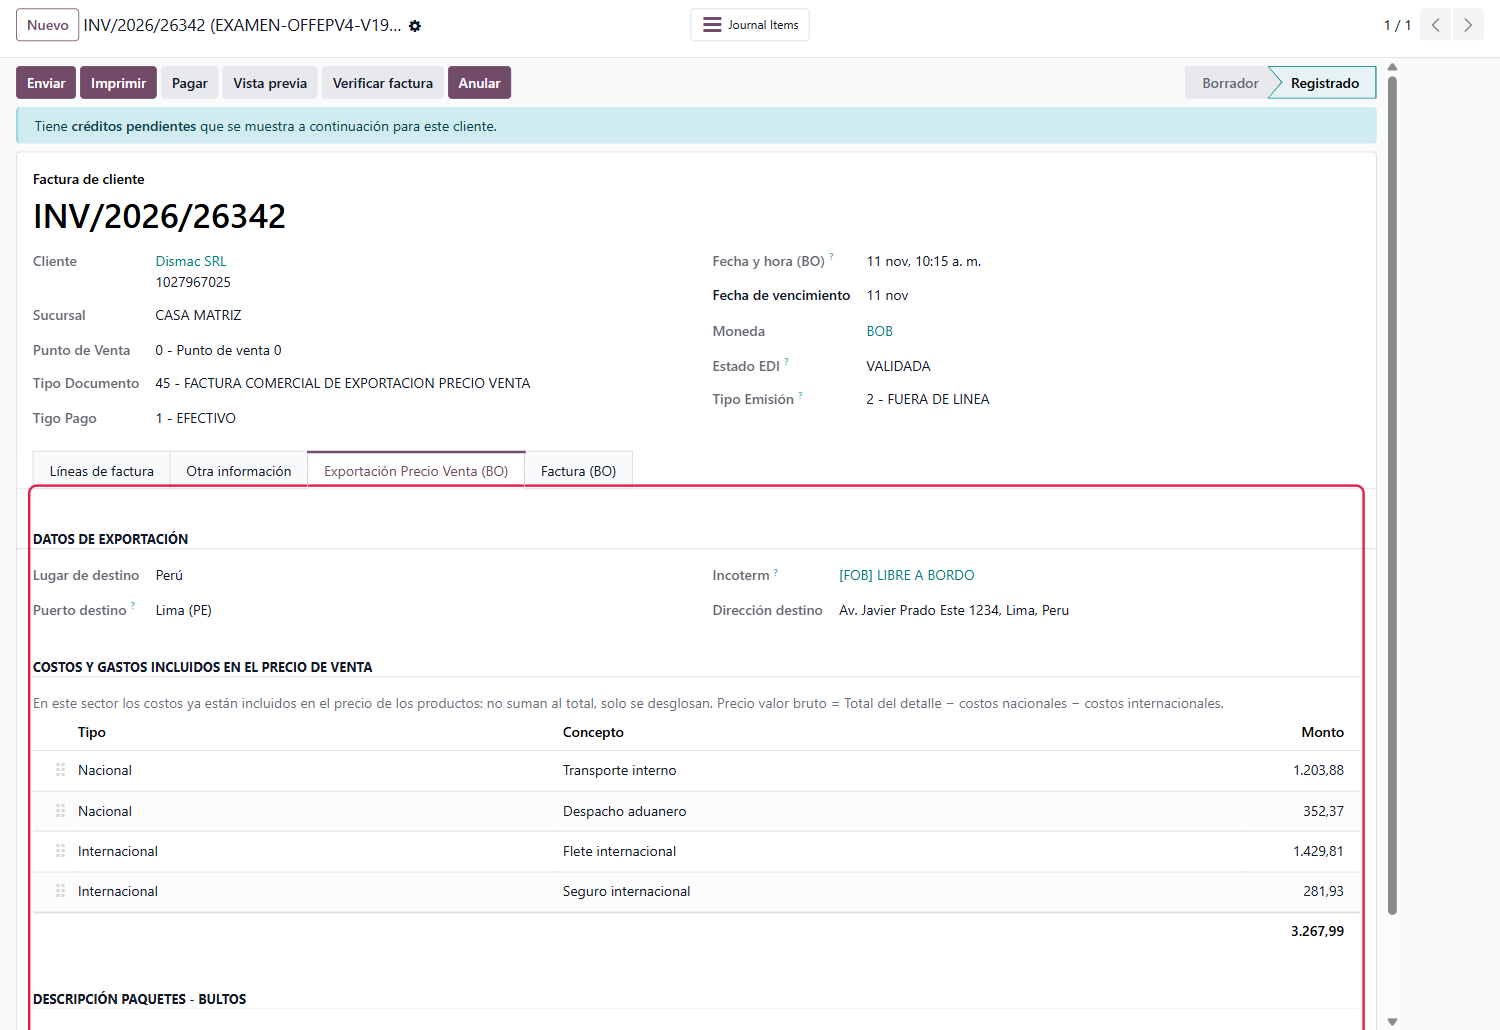 Nuevo INV/2026/26342 (EXAMEN-OFFEPV4-V19... Journal Items 1 / 1
Enviar Imprimir Pagar Vista previa Verificar factura Anular Borrador Registrado
Tiene créditos pendientes que se muestra a continuación para este cliente.
Factura de cliente
INV/2026/26342
Cliente Dismac SRL Fecha y hora (BO) ? 11 nov, 10:15 a. m.
1027967025
Fecha de vencimiento 11 nov
Sucursal CASA MATRIZ
Moneda BOB
Punto de Venta 0 - Punto de venta 0
Estado EDI ? VALIDADA
Tipo Documento 45 - FACTURA COMERCIAL DE EXPORTACION PRECIO VENTA
Tipo Emisión ? 2 - FUERA DE LINEA
Tigo Pago 1 - EFECTIVO
Líneas de factura Otra información Exportación Precio Venta (BO) Factura (BO)
DATOS DE EXPORTACIÓN
Lugar de destino Perú Incoterm ? [FOB] LIBRE A BORDO
Puerto destino ? Lima (PE) Dirección destino Av. Javier Prado Este 1234, Lima, Peru
COSTOS Y GASTOS INCLUIDOS EN EL PRECIO DE VENTA
En este sector los costos ya están incluidos en el precio de los productos: no suman al total, solo se desglosan. Precio valor bruto = Total del detalle − costos nacionales − costos internacionales.
Tipo Concepto Monto
Nacional Transporte interno 1.203,88
Nacional Despacho aduanero 352,37
Internacional Flete internacional 1.429,81
Internacional Seguro internacional 281,93
3.267,99
DESCRIPCIÓN PAQUETES - BULTOS